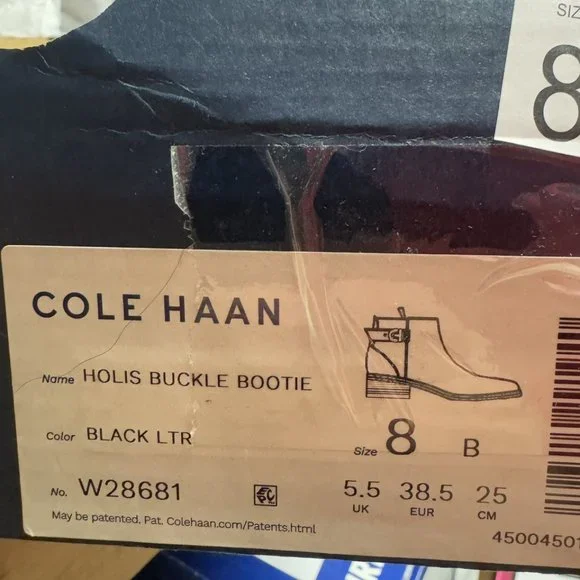 SIZ
8
COLE HAAN
Name HOLIS BUCKLE BOOTIE
Color BLACK LTR
Size 8 B
No. W28681
5.5 38.5 25
UK EUR CM
May be patented. Pat. Colehaan.com/Patents.html
45004501